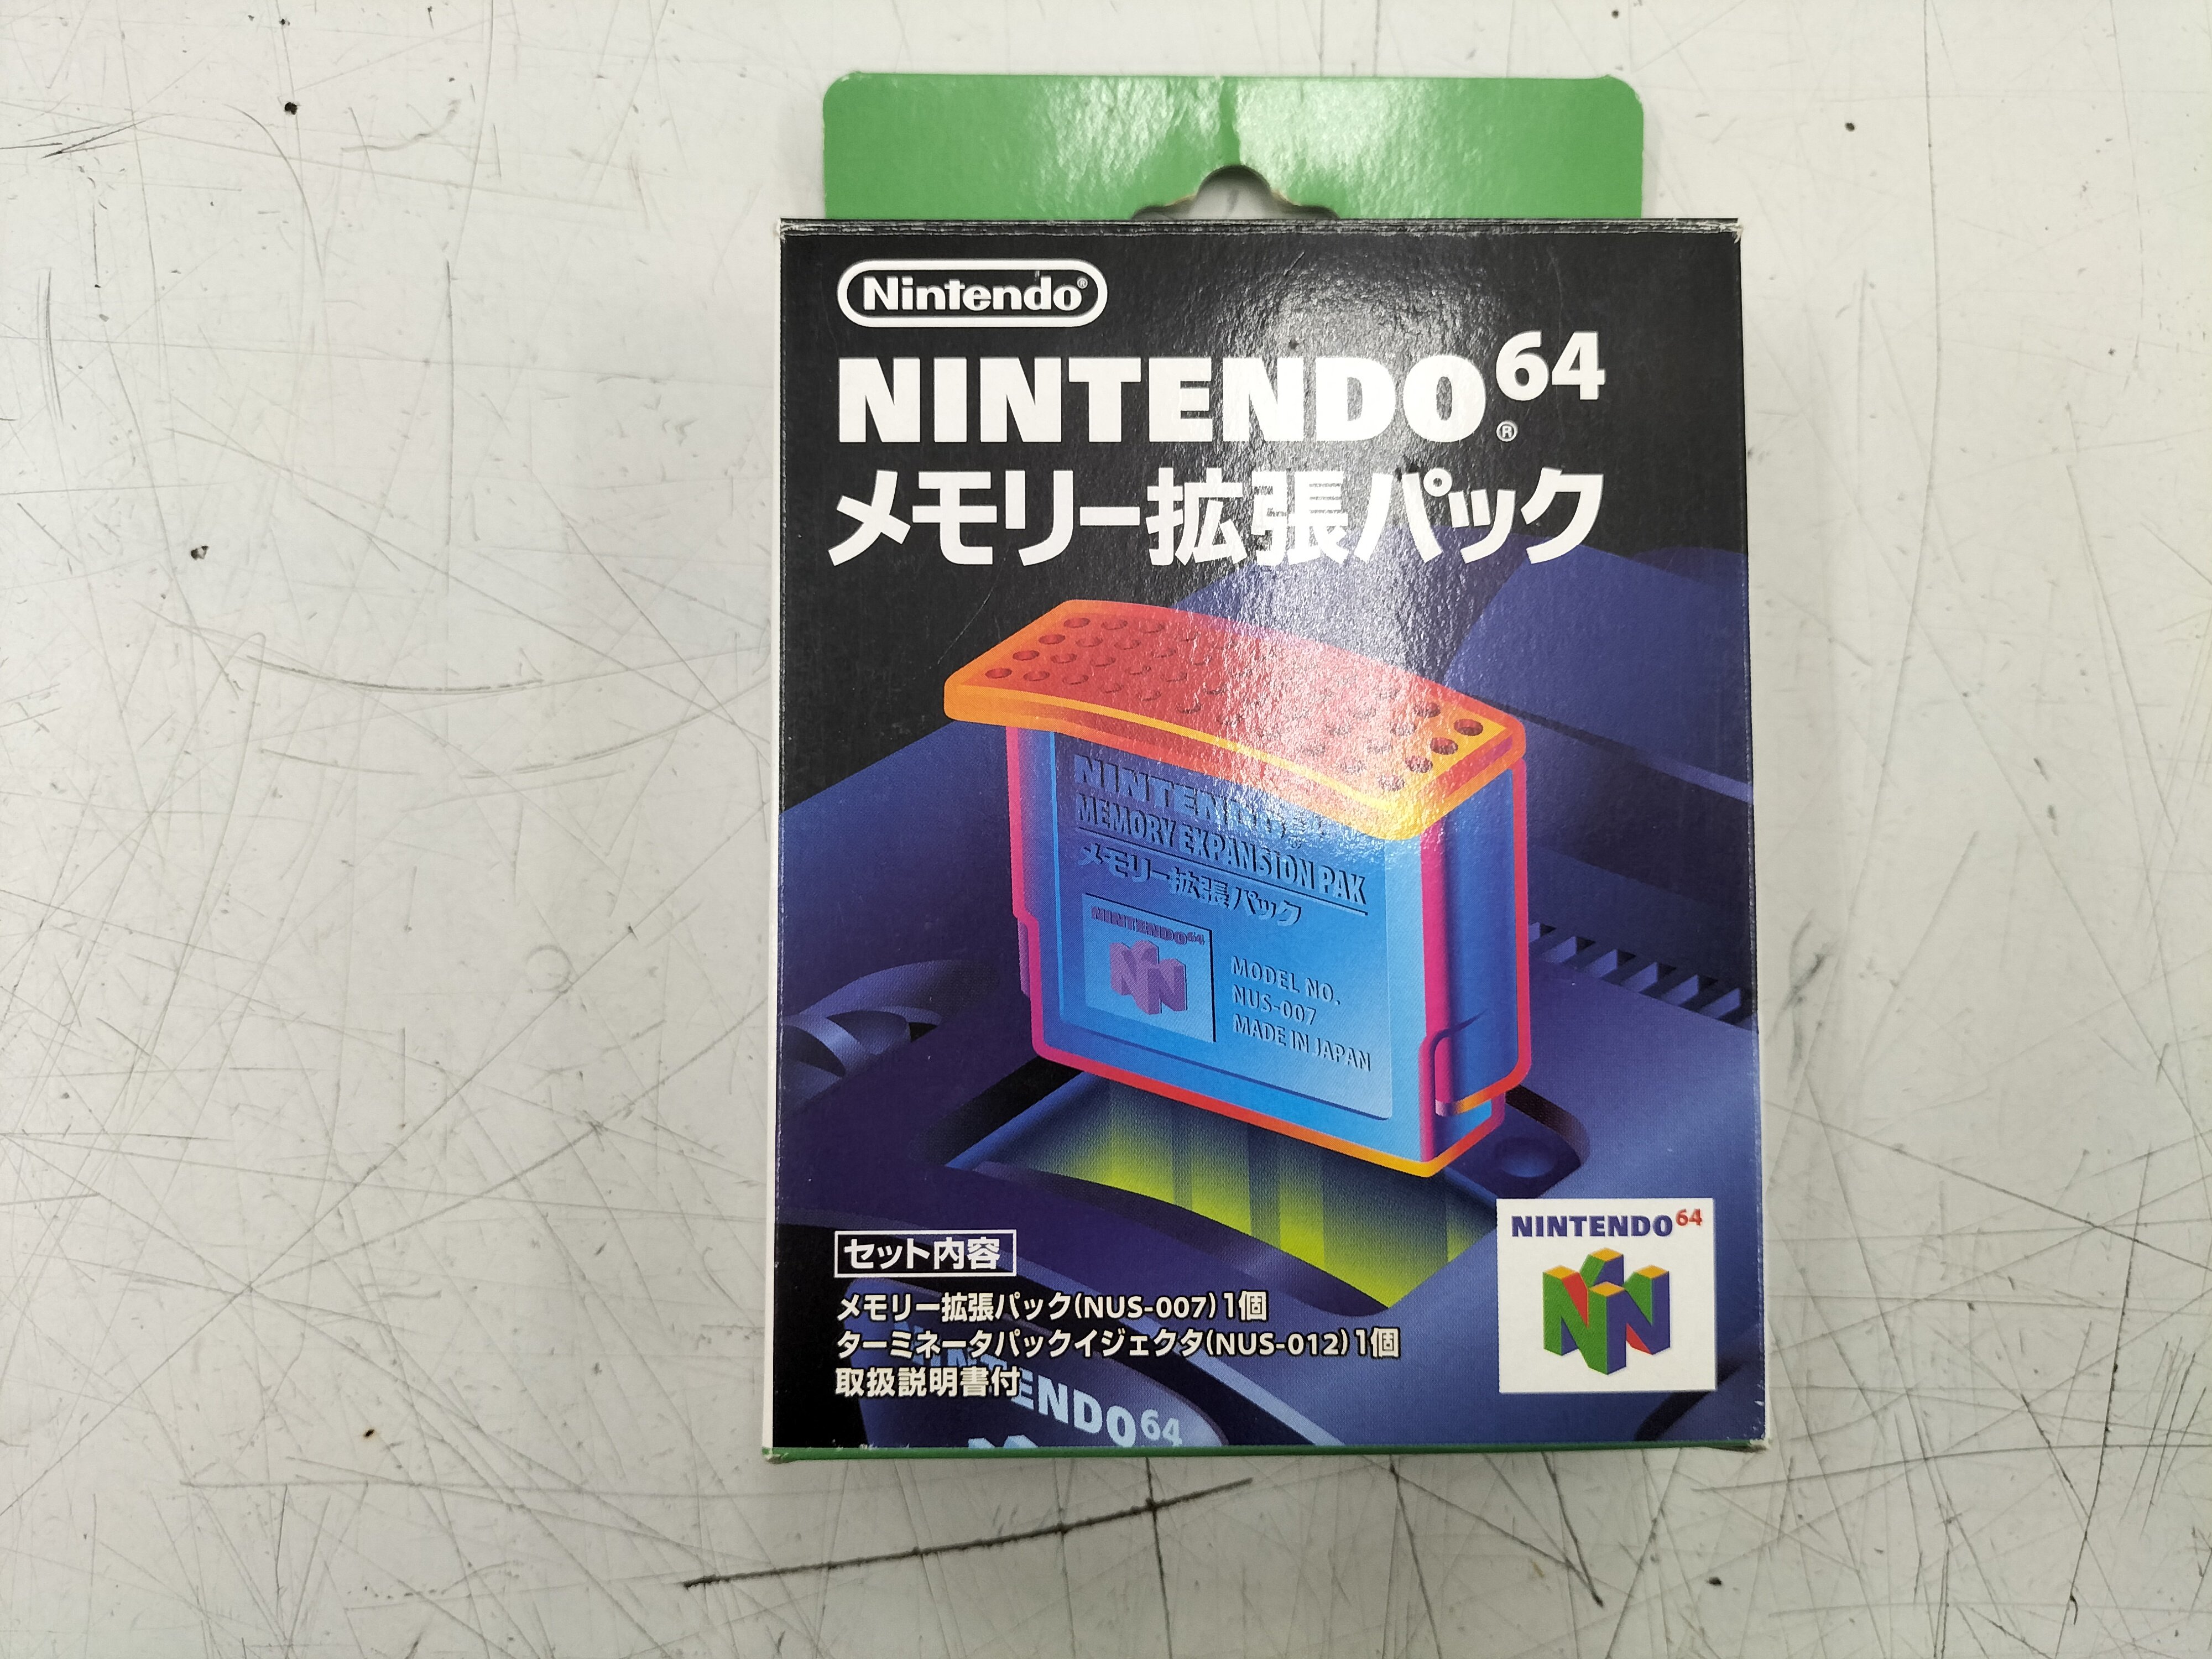 Nintendo®
NINTENDO64®
メモリー拡張パック
NINTENDO64
MEMORY EXPANSION PAK
メモリー拡張パック
NINTENDO64
MODEL NO.
NUS-007
MADE IN JAPAN
セット内容
メモリー拡張パック(NUS-007)1個
ターミネータパックイジェクタ(NUS-012)1個
取扱説明書付
NINTENDO64
NINTENDO64